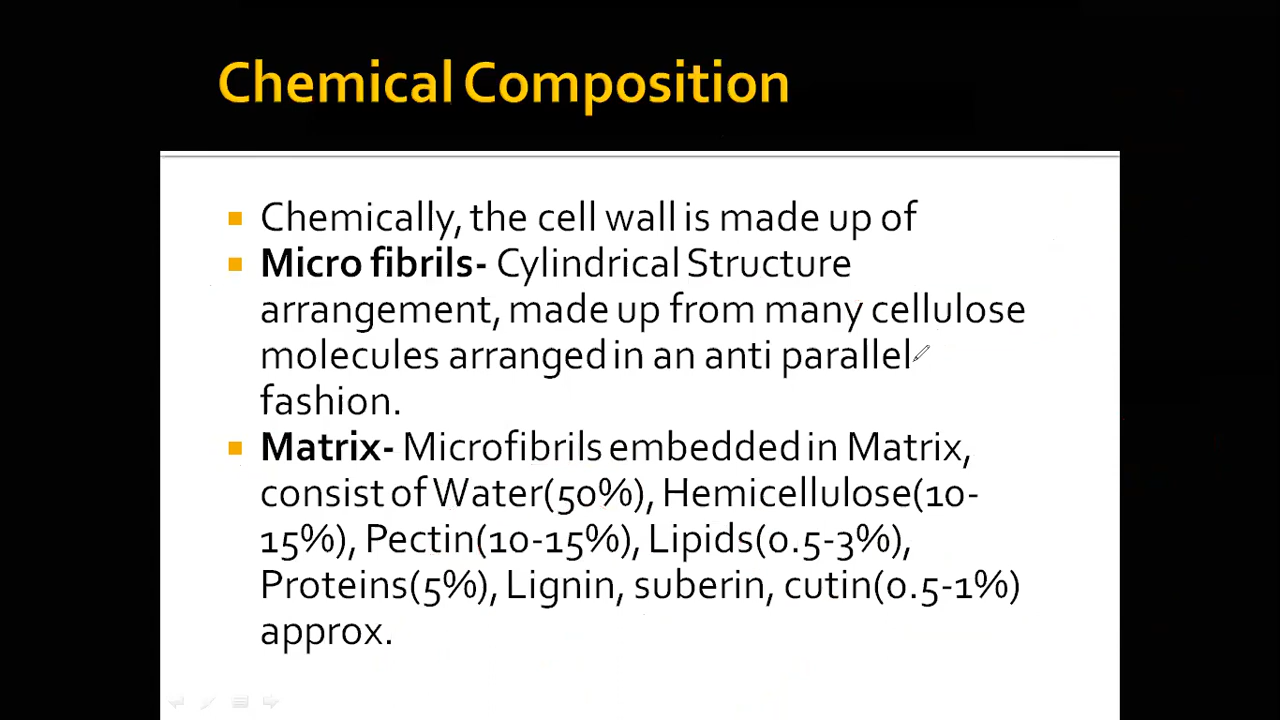 Chemical Composition
Chemically, the cell wall is made up of
Micro fibrils- Cylindrical Structure
arrangement, made up from many cellulose
molecules arranged in an anti parallel
fashion.
Matrix- Microfibrils embedded in Matrix,
consist of Water(50%), Hemicellulose(10-
15%), Pectin(10-15%), Lipids(0.5-3%),
Proteins(5%), Lignin, suberin, cutin(0.5-1%)
approx.